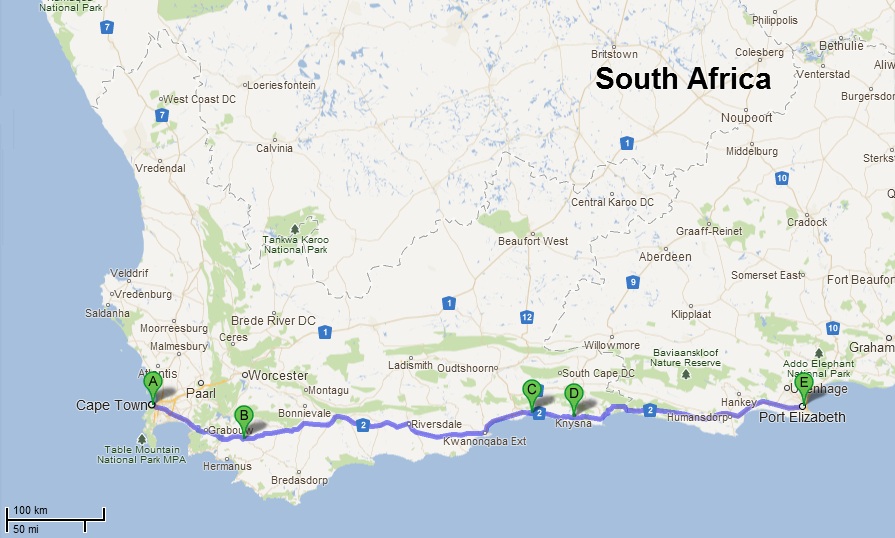 National Park
7
Philippolis
Britstown
Colesberg
Bethulie
South Africa
Venterstad
Aliw
Loeriesfontein
West Coast DC
Burgersdor
7
Noupoort
Calvinia
1
Middelburg
Sterks
Vredendal
10
Central Karoo DC
Q
Cradock
Tankwa Karoo
National Park
Beaufort West
Graaff-Reinet
Aberdeen
Velddrif
Vredenburg
9
Somerset East
Fort Beaufor
Saldanha
1
12
Klipplaat
Moorreesburg
Brede River DC
1
10
Malmesbury
Ceres
Willowmore
Graham
Baviaanskloof
Nature Reserve
Addo Elephant
National Park
Atlantis
Worcester
Ladismith
Oudtshoorn
South Cape DC
A
Paarl
Montagu
C
D
E
Uitenhage
Cape Town
B
Bonnievale
2
2
Hankey
Grabouw
2
Riversdale
Knysna
Humansdorp
Port Elizabeth
Table Mountain
National Park MPA
Kwanonqaba Ext
Hermanus
Bredasdorp
100 km
50 mi